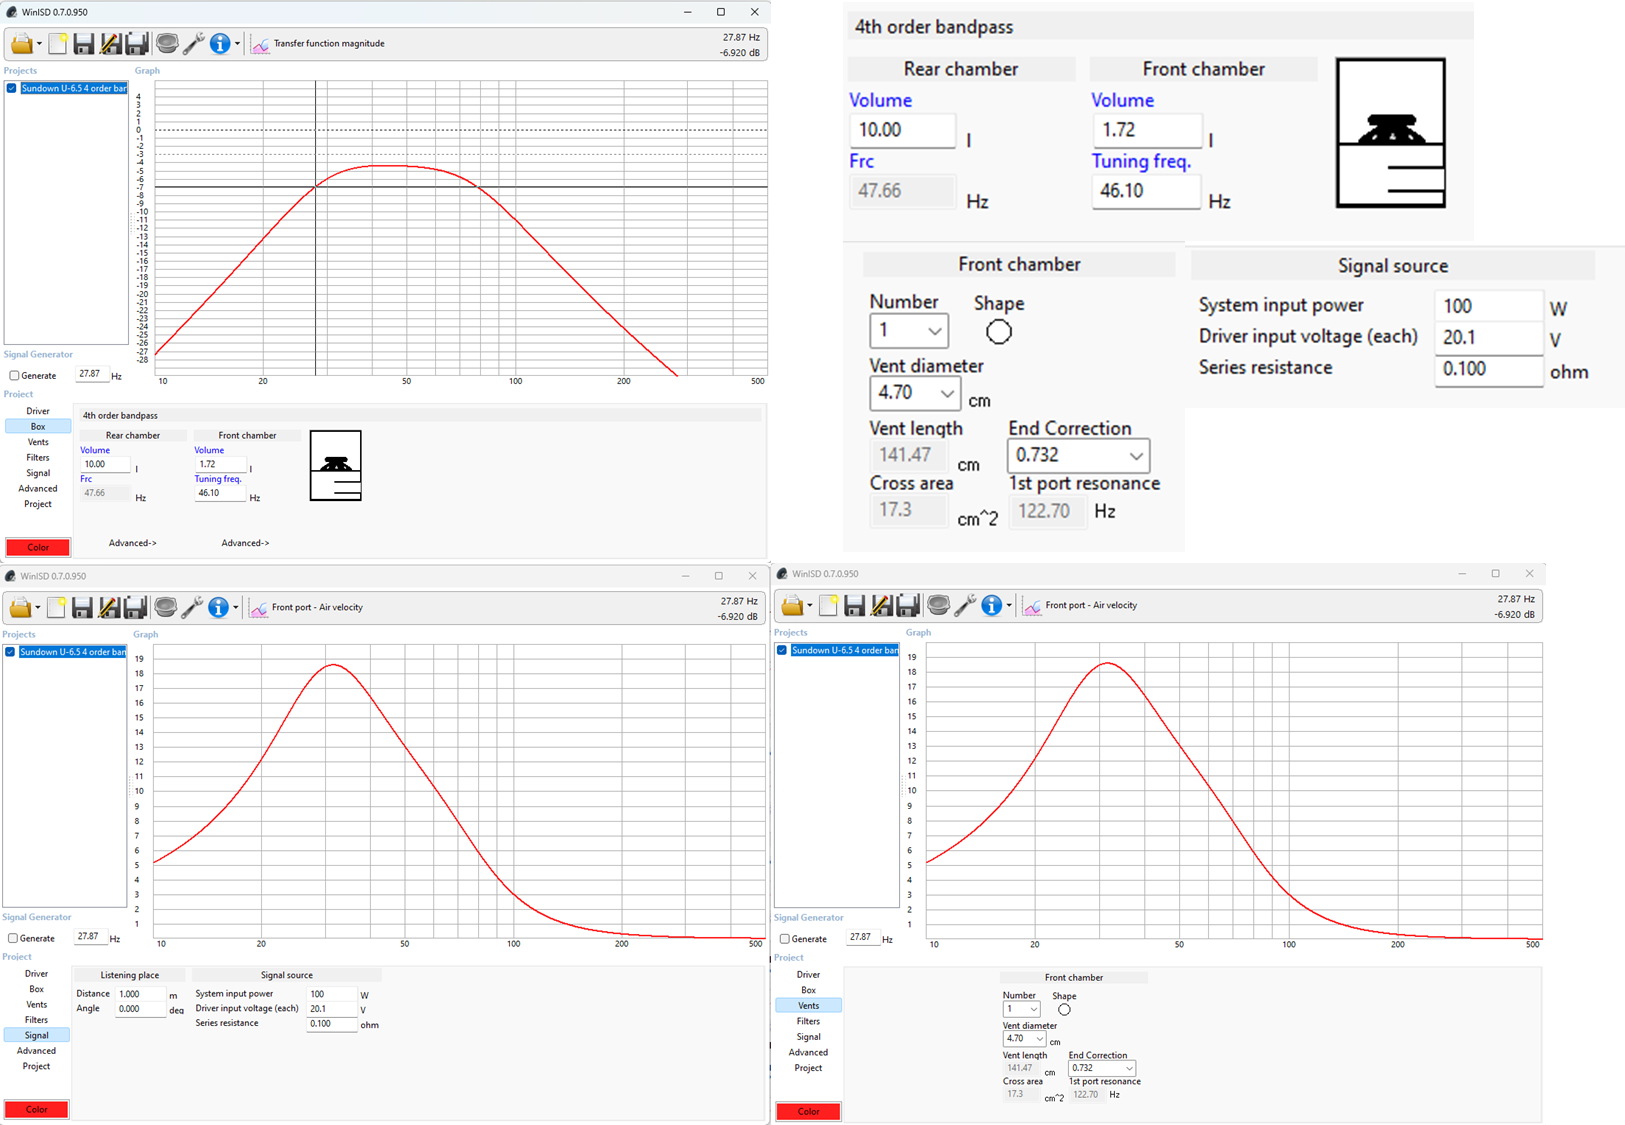 WinISD 0.7.0.950
Transfer function magnitude
27.87 Hz
-6.920 dB
Projects
Graph
Sundown U-6.5 4 order bar
4
3
2
1
0
-1
-2
-3
-4
-5
-6
-7
-8
-9
-10
-11
-12
-13
-14
-15
-16
-17
-18
-19
-20
-21
-22
-23
-24
-25
-26
-27
-28
10 20 50 100 200 500
Signal Generator
Generate 27.87 Hz
Project
Driver
Box
Vents
Filters
Signal
Advanced
Project
Color
4th order bandpass
Rear chamber Front chamber
Volume Volume
10.00 l 1.72 l
Frc Tuning freq.
47.66 Hz 46.10 Hz
Advanced-> Advanced->
4th order bandpass
Rear chamber Front chamber
Volume Volume
10.00 l 1.72 l
Frc Tuning freq.
47.66 Hz 46.10 Hz
Front chamber
Number Shape
1
Vent diameter
4.70 cm
Vent length End Correction
141.47 cm 0.732
Cross area 1st port resonance
17.3 cm^2 122.70 Hz
Signal source
System input power 100 W
Driver input voltage (each) 20.1 V
Series resistance 0.100 ohm
WinISD 0.7.0.950
Front port - Air velocity
27.87 Hz
-6.920 dB
Projects
Graph
Sundown U-6.5 4 order ban
19
18
17
16
15
14
13
12
11
10
9
8
7
6
5
4
3
2
1
10 20 50 100 200 500
Signal Generator
Generate 27.87 Hz
Project
Driver
Box
Vents
Filters
Signal
Advanced
Project
Color
Listening place Signal source
Distance 1.000 m System input power 100 W
Angle 0.000 deg Driver input voltage (each) 20.1 V
Series resistance 0.100 ohm
WinISD 0.7.0.950
Front port - Air velocity
27.87 Hz
-6.920 dB
Projects
Graph
Sundown U-6.5 4 order ban
19
18
17
16
15
14
13
12
11
10
9
8
7
6
5
4
3
2
1
10 20 50 100 200 500
Signal Generator
Generate 27.87 Hz
Project
Driver
Box
Vents
Filters
Signal
Advanced
Project
Color
Front chamber
Number Shape
1
Vent diameter
4.70 cm
Vent length End Correction
141.47 cm 0.732
Cross area 1st port resonance
17.3 cm^2 122.70 Hz